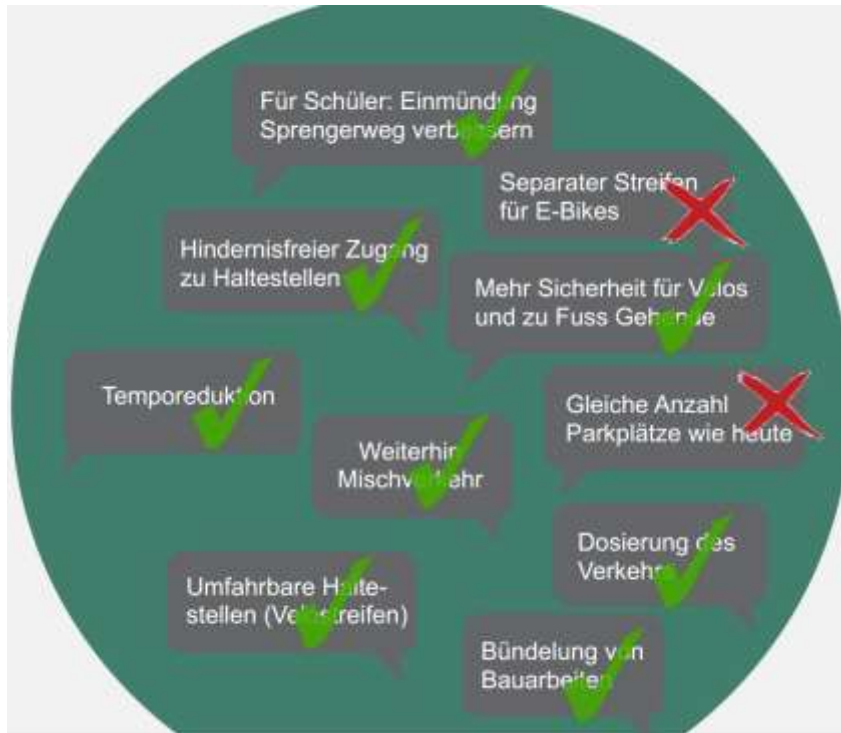 Für Schüler: Einmündung
Sprengerweg verbessern
Separater Streifen
für E-Bikes
Hindernisfreier Zugang
zu Haltestellen
Mehr Sicherheit für Velos
und zu Fuss Gehende
Temporeduktion
Gleiche Anzahl
Parkplätze wie heute
Weiterhin
Mischverkehr
Dosierung des
Verkehrs
Umfahrbare Halte-
stellen (Velostreifen)
Bündelung von
Bauarbeiten